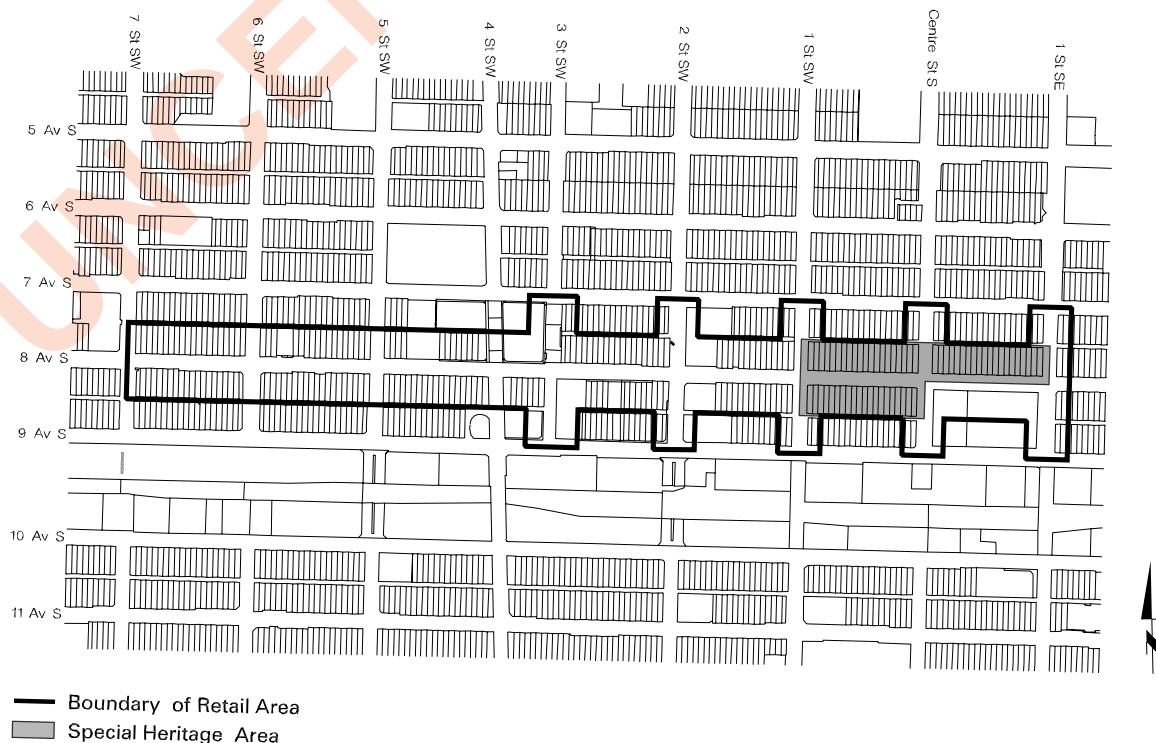 7 St SW
6 St SW
5 St SW
4 St SW
3 St SW
2 St SW
1 St SW
Centre St S
1 St SE
5 Av S
6 Av S
7 Av S
8 Av S
9 Av S
10 Av S
11 Av S
UNCE
N
Boundary of Retail Area
Special Heritage Area